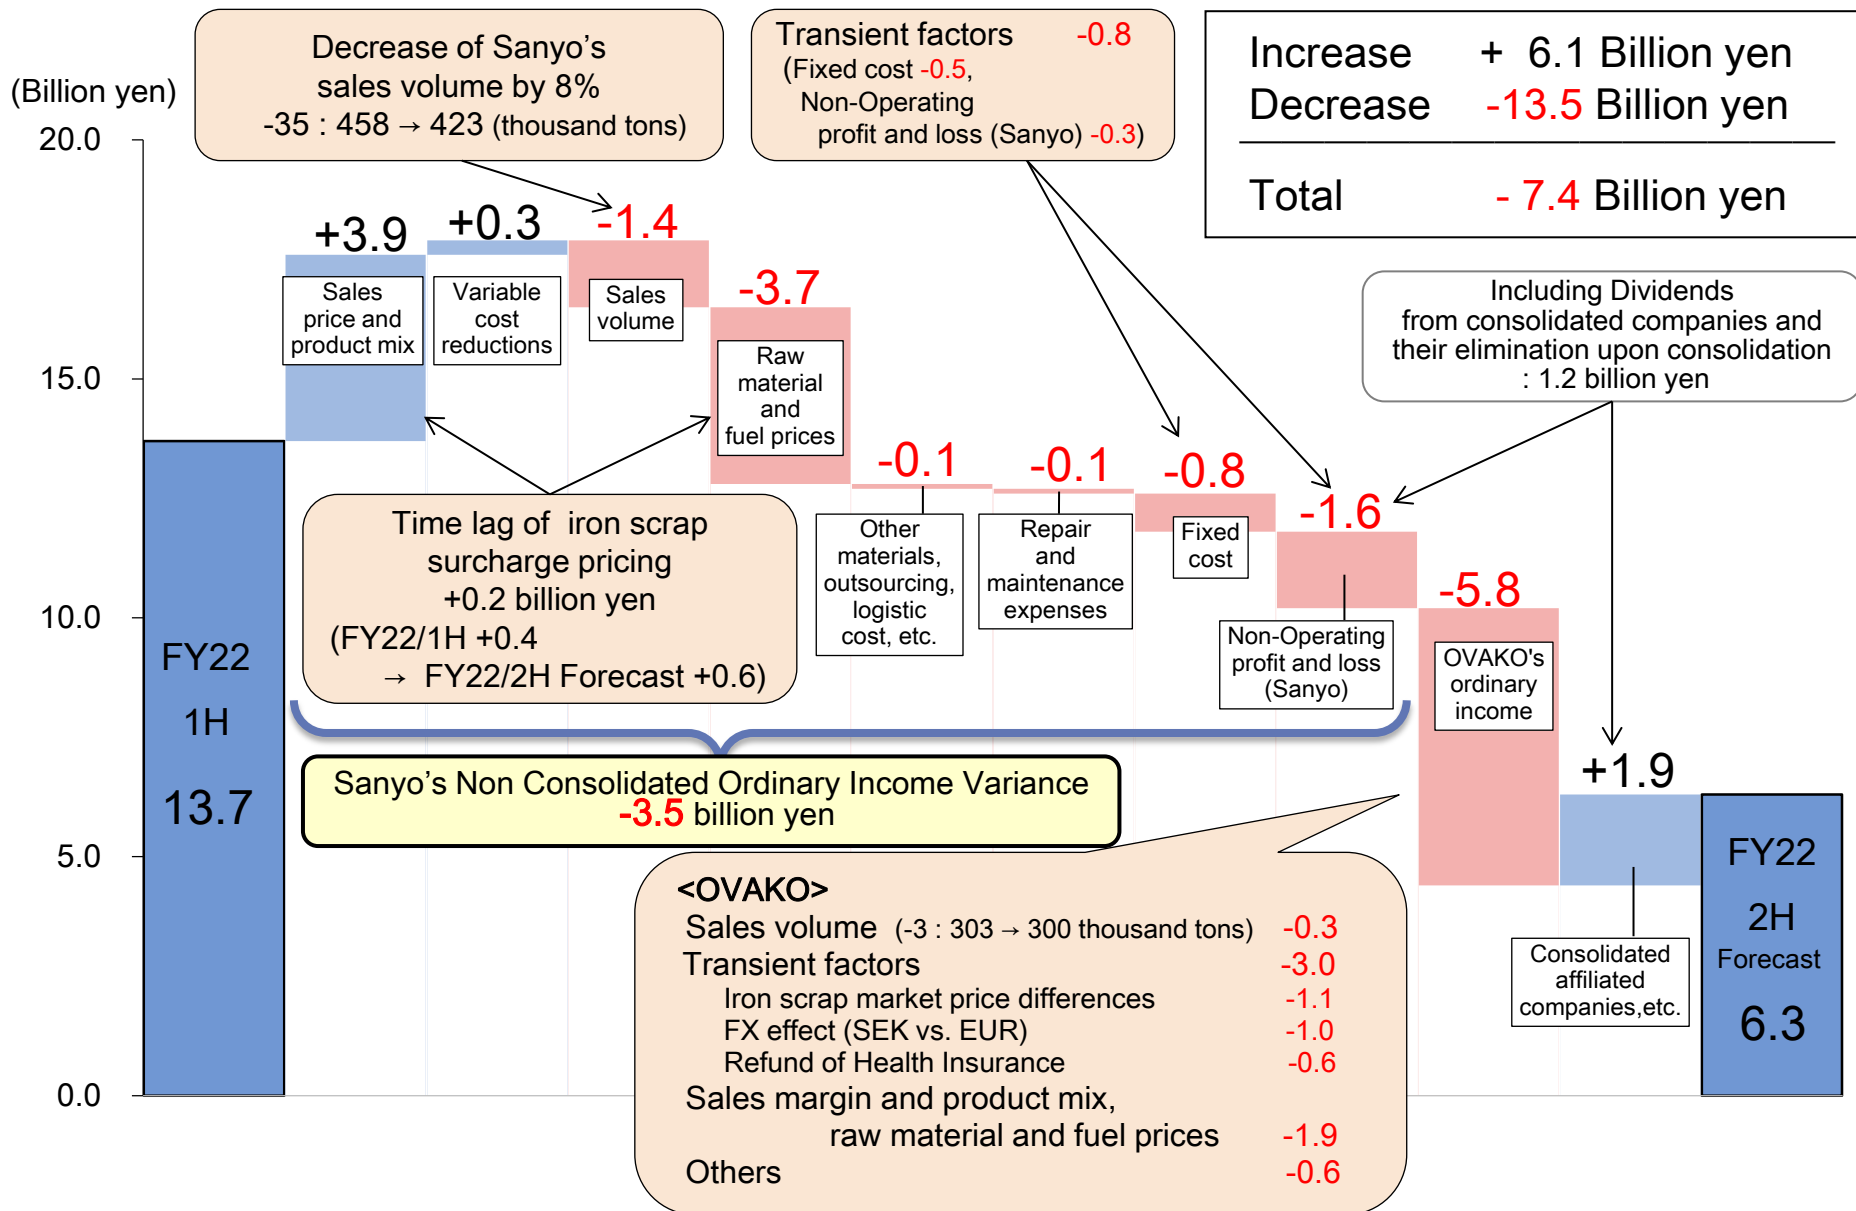 (Billion yen)
20.0
15.0
10.0
5.0
0.0
Decrease of Sanyo's
sales volume by 8%
-35 : 458 → 423 (thousand tons)
Transient factors -0.8
(Fixed cost -0.5,
Non-Operating
profit and loss (Sanyo) -0.3)
Increase + 6.1 Billion yen
Decrease -13.5 Billion yen
Total - 7.4 Billion yen
Including Dividends
from consolidated companies and
their elimination upon consolidation
: 1.2 billion yen
FY22
1H
13.7
+3.9
Sales
price and
product mix
+0.3
Variable
cost
reductions
-1.4
Sales
volume
-3.7
Raw
material
and
fuel prices
-0.1
Other
materials,
outsourcing,
logistic
cost, etc.
-0.1
Repair
and
maintenance
expenses
-0.8
Fixed
cost
-1.6
Non-Operating
profit and loss
(Sanyo)
-5.8
OVAKO's
ordinary
income
+1.9
Consolidated
affiliated
companies,etc.
FY22
2H
Forecast
6.3
Time lag of iron scrap
surcharge pricing
+0.2 billion yen
(FY22/1H +0.4
→ FY22/2H Forecast +0.6)
Sanyo's Non Consolidated Ordinary Income Variance
-3.5 billion yen
<OVAKO>
Sales volume (-3 : 303 → 300 thousand tons) -0.3
Transient factors -3.0
Iron scrap market price differences -1.1
FX effect (SEK vs. EUR) -1.0
Refund of Health Insurance -0.6
Sales margin and product mix,
raw material and fuel prices -1.9
Others -0.6